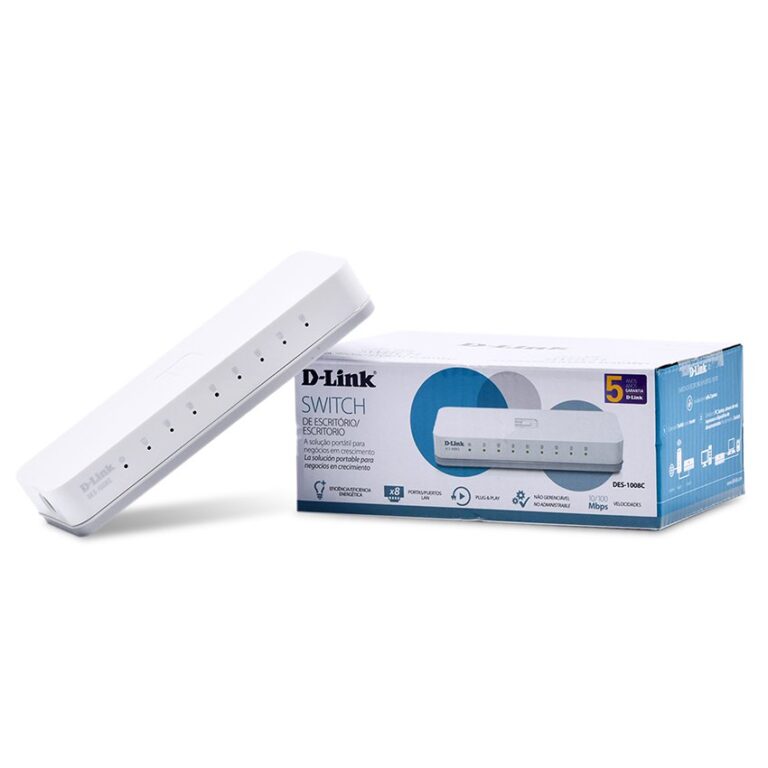 D-Link
D-Link
SWITCH
DE ESCRITÓRIO/
ESCRITORIO
A solução portátil para
negócios em crescimento
La solución portable para
negocios en crecimiento
5
AÑOS
ANOS
GARANTIA
D-Link
D-Link
DES-1008C
EFICIÊNCIA/EFICIENCIA
ENERGÉTICA
x8
PORTAS/PUERTOS
LAN
PLUG & PLAY
NÃO GERENCIÁVEL
NO ADMINISTRABLE
10/100
Mbps
VELOCIDADES
D-Link